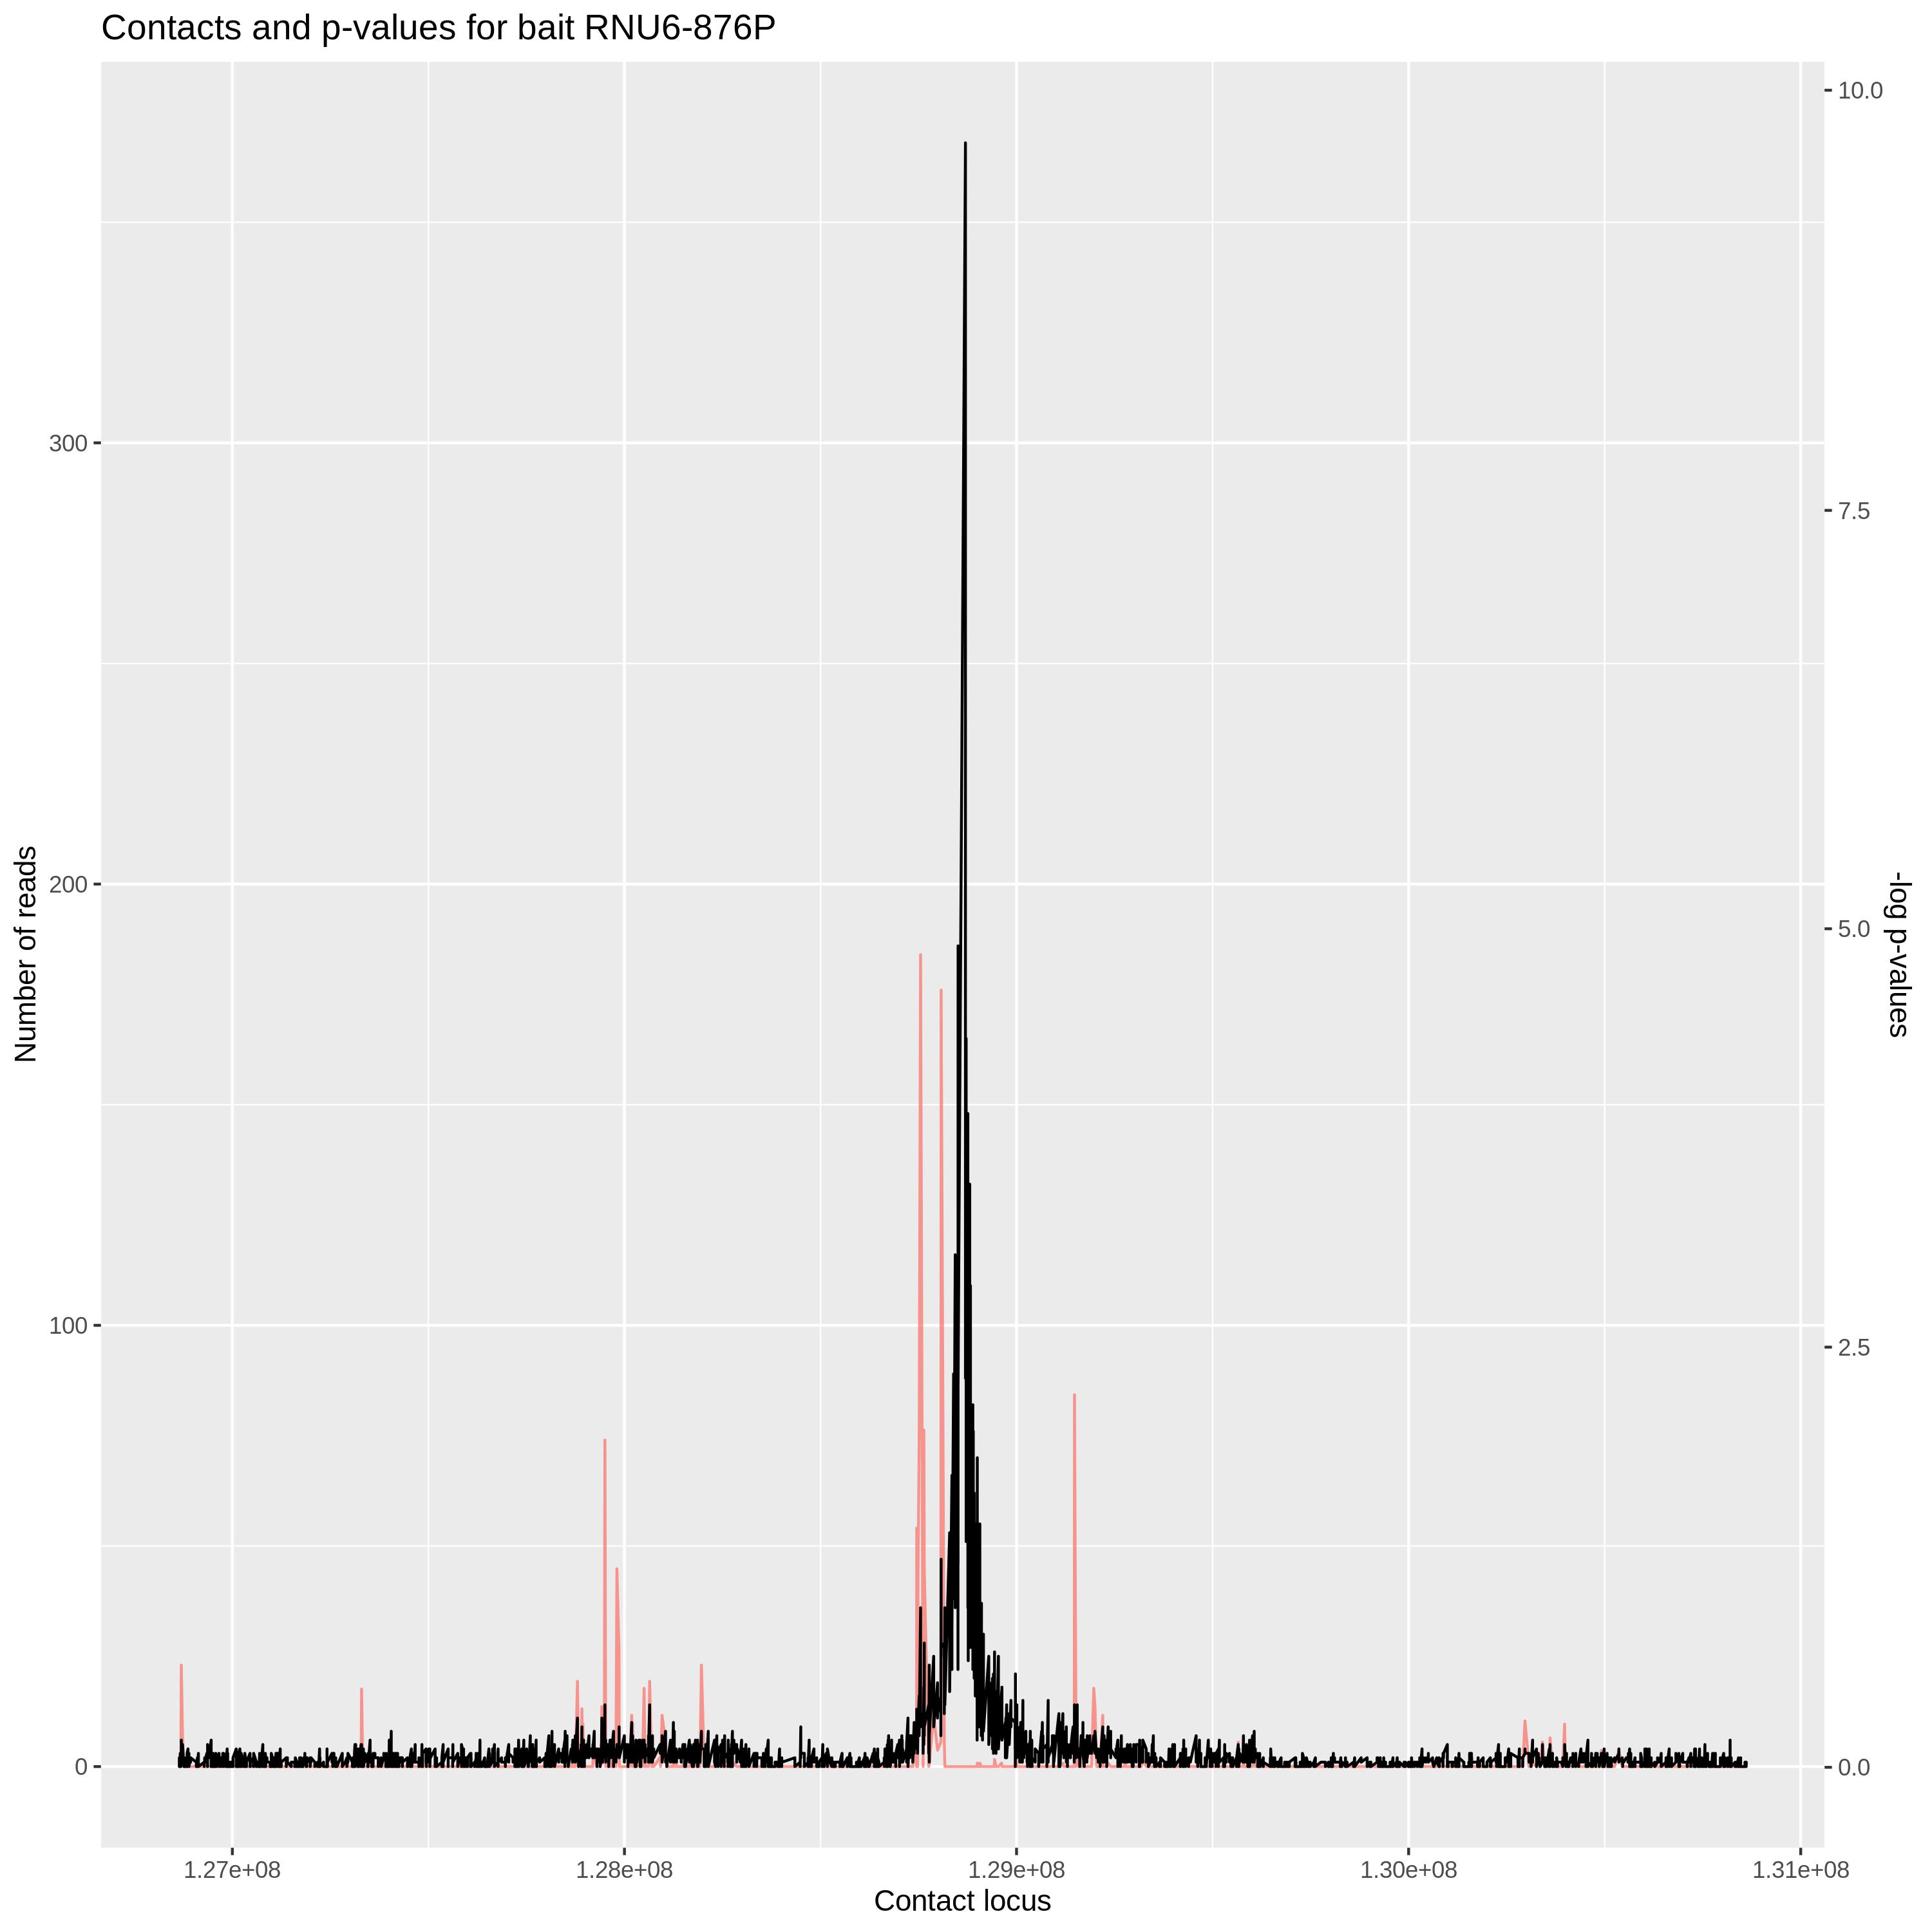 Contacts and p-values for bait RNU6-876P
10.0
300
7.5
Number of reads
200
5.0
-log p-values
100
2.5
0
0.0
1.27e+08
1.28e+08
1.29e+08
1.30e+08
1.31e+08
Contact locus